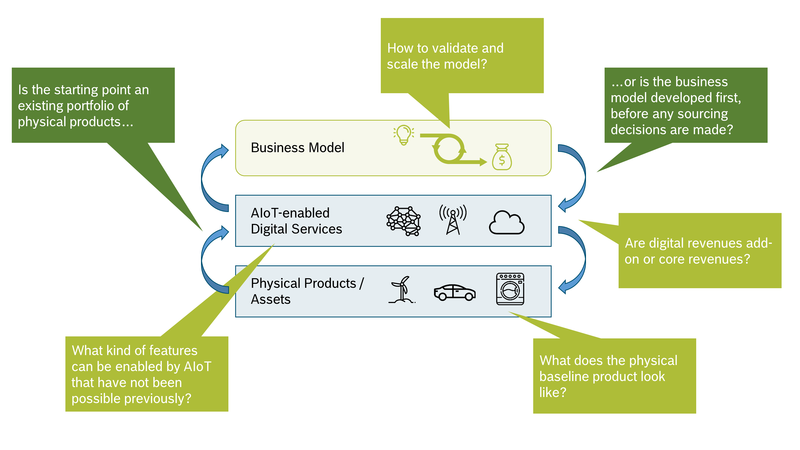 How to validate and
scale the model?
Is the starting point an
existing portfolio of
physical products...
...or is the business
model developed first,
before any sourcing
decisions are made?
Business Model
$
AIoT-enabled
Digital Services
Are digital revenues add-
on or core revenues?
Physical Products /
Assets
What kind of features
can be enabled by AIoT
that have not been
possible previously?
What does the physical
baseline product look
like?